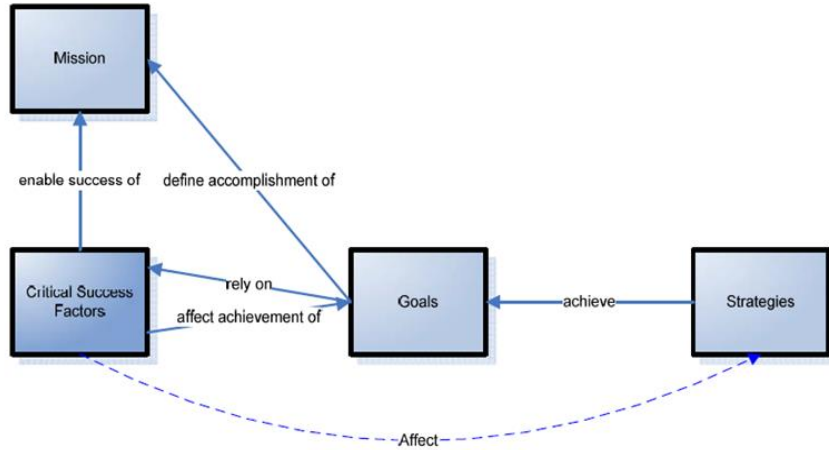 Mission
enable success of
define accomplishment of
Critical Success
Factors
rely on
affect achievement of
Goals
achieve
Strategies
Affect